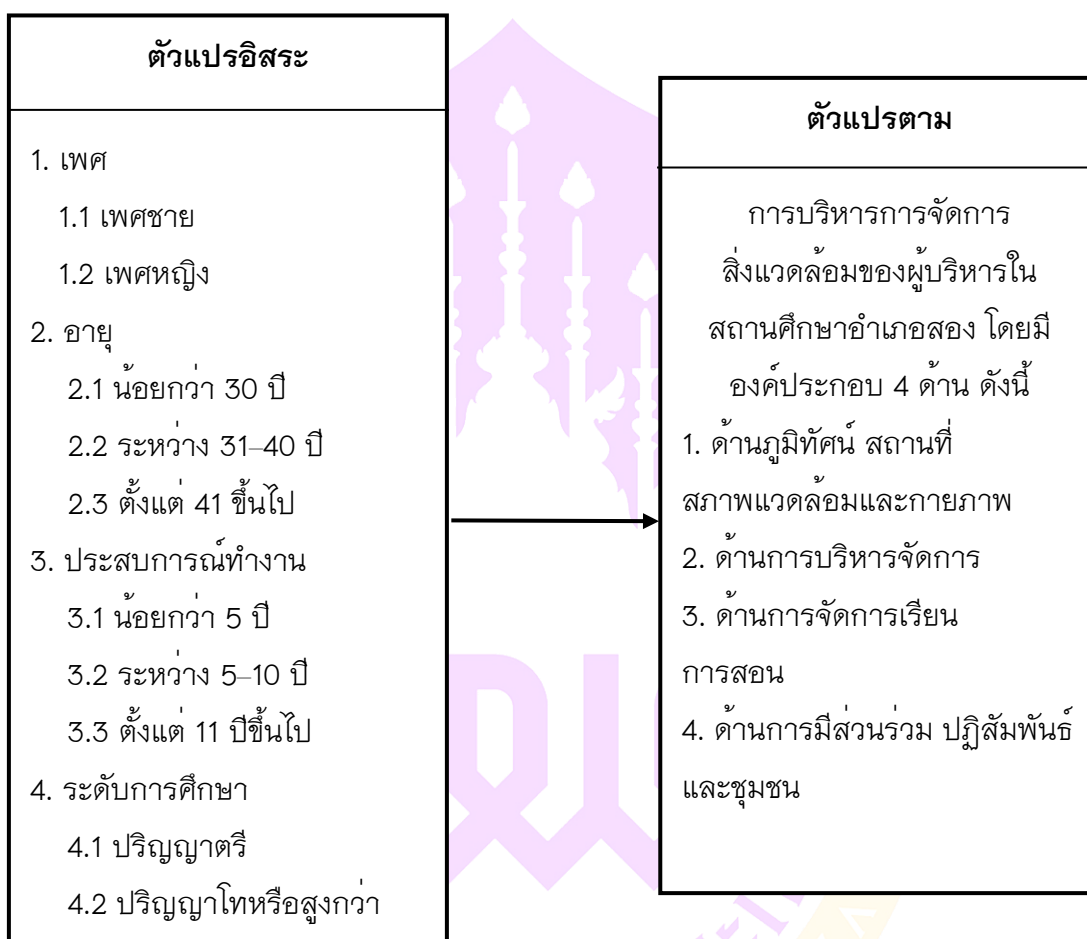 ตัวแปรอิสระ
1. เพศ
1.1 เพศชาย
1.2 เพศหญิง
2. อายุ
2.1 น้อยกว่า 30 ปี
2.2 ระหว่าง 31–40 ปี
2.3 ตั้งแต่ 41 ขึ้นไป
3. ประสบการณ์ทำงาน
3.1 น้อยกว่า 5 ปี
3.2 ระหว่าง 5–10 ปี
3.3 ตั้งแต่ 11 ปีขึ้นไป
4. ระดับการศึกษา
4.1 ปริญญาตรี
4.2 ปริญญาโทหรือสูงกว่า
ตัวแปรตาม
การบริหารการจัดการ
สิ่งแวดล้อมของผู้บริหารใน
สถานศึกษาอำเภอสอง โดยมี
องค์ประกอบ 4 ด้าน ดังนี้
1. ด้านภูมิทัศน์ สถานที่
สภาพแวดล้อมและกายภาพ
2. ด้านการบริหารจัดการ
3. ด้านการจัดการเรียน
การสอน
4. ด้านการมีส่วนร่วม ปฏิสัมพันธ์
และชุมชน